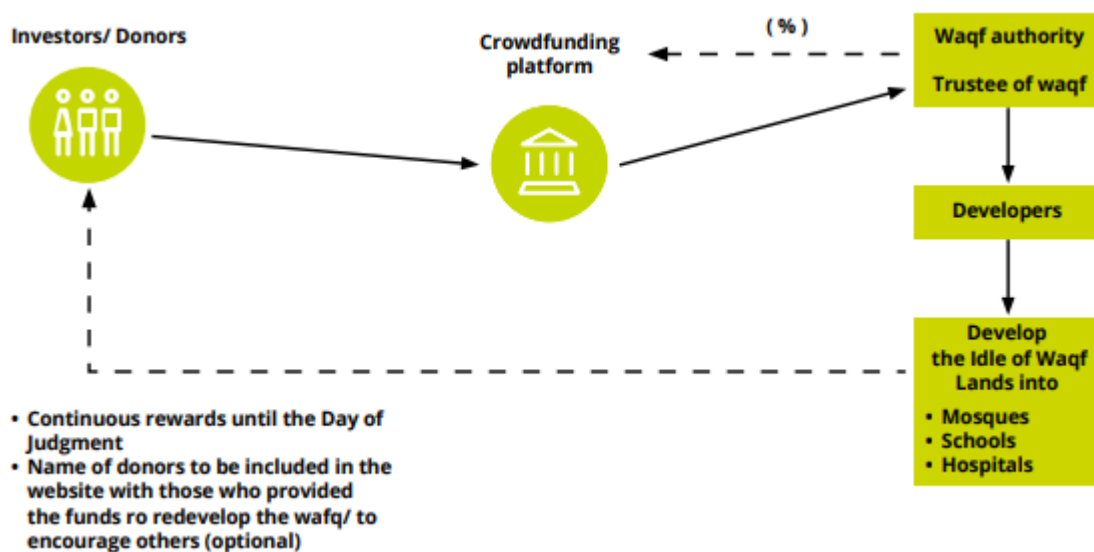 Investors/ Donors
Crowdfunding
platform
( % )
Waqf authority
Trustee of waqf
Developers
Develop
the Idle of Waqf
Lands into
• Mosques
• Schools
• Hospitals
• Continuous rewards until the Day of
Judgment
• Name of donors to be included in the
website with those who provided
the funds ro redevelop the wafq/ to
encourage others (optional)